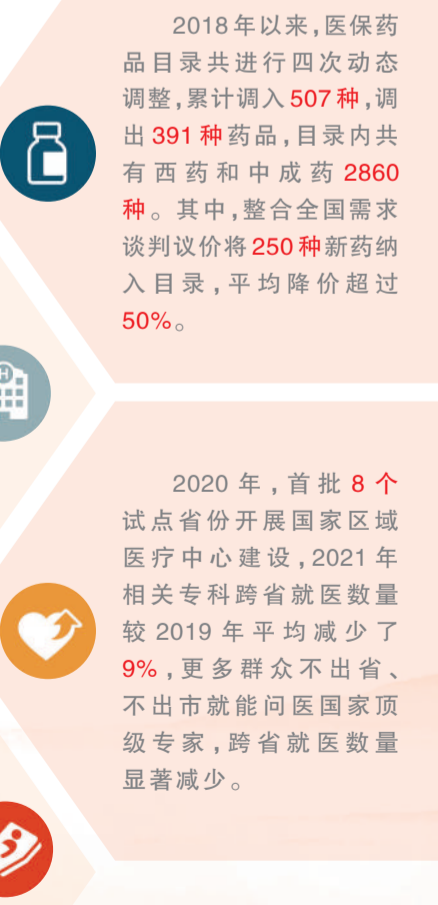 2018年以来,医保药
品目录共进行四次动态
调整,累计调入507种,调
出391种药品,目录内共
有西药和中成药2860
种。其中,整合全国需求
谈判议价将250种新药纳
入目录,平均降价超过
50%。
H
2020年,首批8个
试点省份开展国家区域
医疗中心建设,2021年
相关专科跨省就医数量
较2019年平均减少了
9%,更多群众不出省、
不出市就能问医国家顶
级专家,跨省就医数量
显著减少。